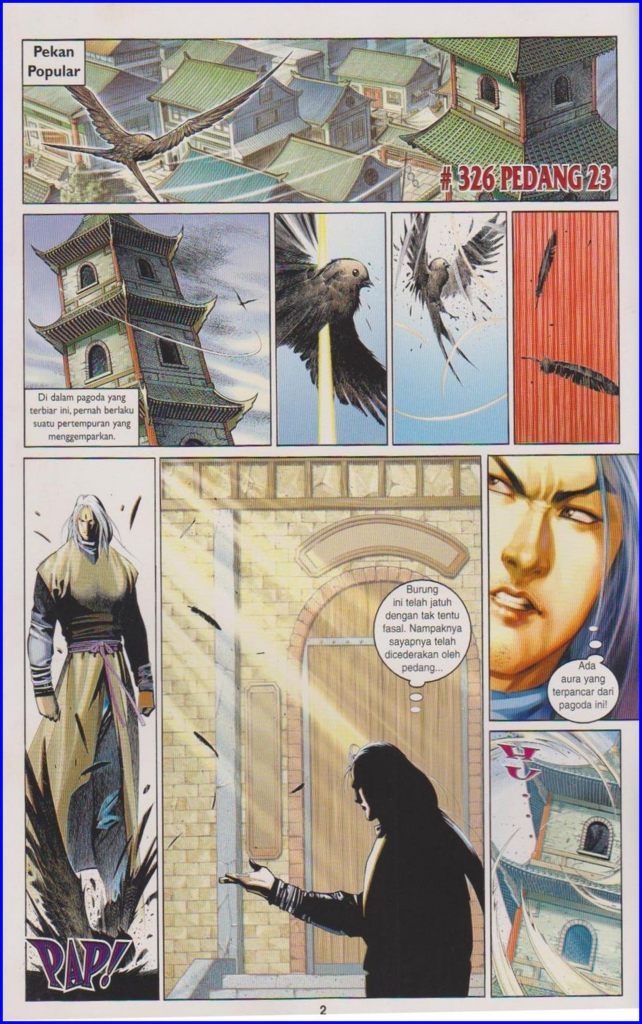 Pekan
Popular
# 326 PEDANG 23
Di dalam pagoda yang
terbiar ini, pernah berlaku
suatu pertempuran yang
menggemparkan.
PAP!
Burung
ini telah jatuh
dengan tak tentu
fasal. Nampaknya
sayapnya telah
dicederakan oleh
pedang...
Ada
aura yang
terpancar dari
pagoda ini!
HU
2